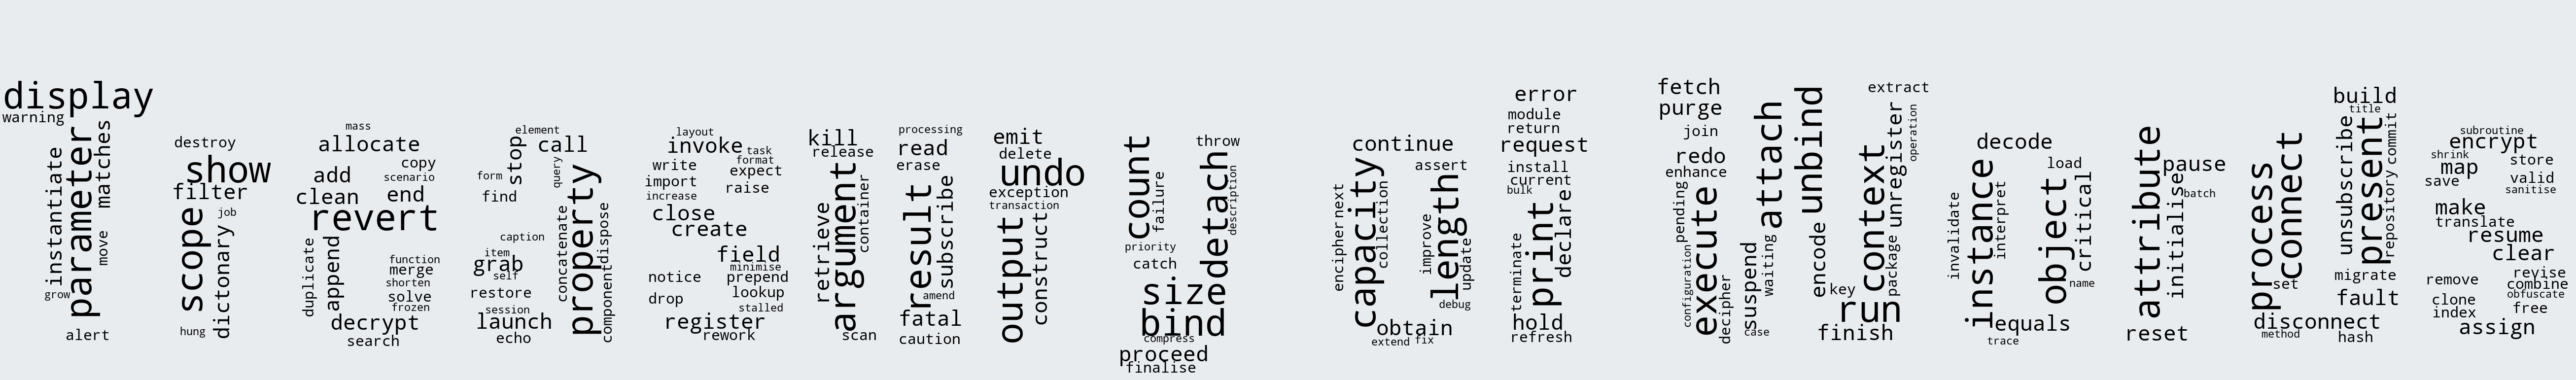 display
warning
parameter
matches
instantiate
move
grow
alert
destroy
show
filter
scope
job
dictonary
hung
mass
allocate
copy
add
scenario
clean
end
revert
duplicate
append
function
merge
shorten
solve
frozen
decrypt
search
element
stop
call
query
form
find
property
caption
concatenate
dispose
item
grab
self
restore
component
session
launch
echo
layout
invoke
task
write
format
expect
import
raise
increase
close
create
field
minimise
notice
prepend
drop
lookup
stalled
register
rework
kill
release
argument
container
retrieve
scan
processing
read
erase
result
subscribe
amend
fatal
caution
emit
delete
undo
exception
transaction
output
construct
count
failure
throw
detach
description
priority
catch
size
bind
compress
proceed
finalise
continue
capacity
next
collection
encipher
assert
length
improve
update
debug
obtain
extend
fix
error
module
return
request
install
current
bulk
print
declare
terminate
hold
refresh
fetch
purge
join
redo
enhance
pending
execute
configuration
decipher
attach
suspend
waiting
case
unbind
encode
key
extract
context
unregister
operation
package
run
finish
decode
load
instance
interpret
invalidate
object
critical
name
equals
trace
attribute
pause
initialise
batch
reset
process
connect
set
disconnect
method
build
title
unsubscribe
present
commit
repository
migrate
fault
hash
subroutine
encrypt
shrink
store
map
save
valid
sanitise
make
translate
resume
clear
remove
revise
combine
clone
obfuscate
index
free
assign